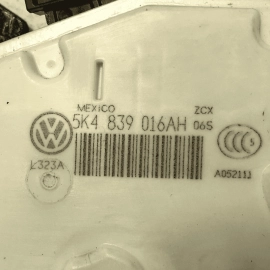 MEXICO ZCX
5K4 839 016AH 06S
L323A
A05211J